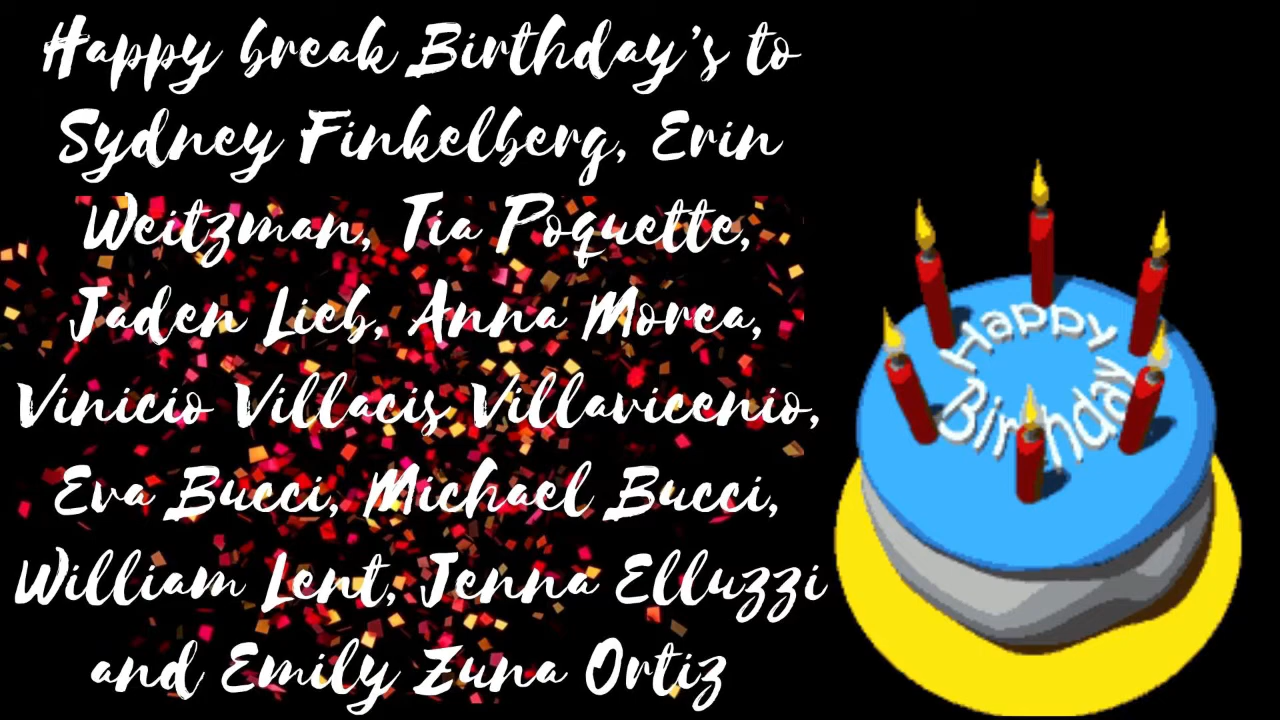 Happy break Birthday's to
Sydney Finkelberg, Erin
Weitzman, Tia Poquette,
Jaden Lieb, Anna Morea,
Vinicio Villacis Villavicenio,
Eva Bucci, Michael Bucci,
William Lent, Jenna Elluzzi
and Emily Zuna Ortiz
Happy
Birthday